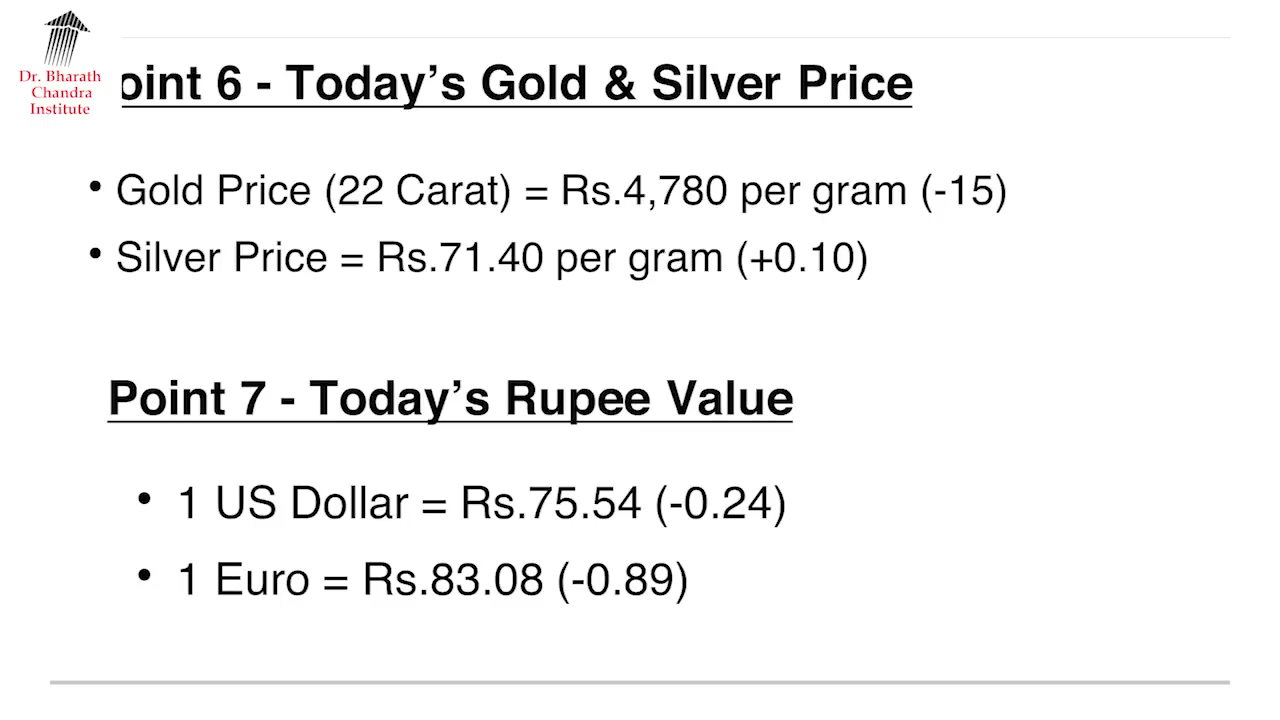 Dr. Bharath
Chandra
Institute
oint 6 - Today’s Gold & Silver Price
• Gold Price (22 Carat) = Rs.4,780 per gram (-15)
• Silver Price = Rs.71.40 per gram (+0.10)
Point 7 - Today’s Rupee Value
• 1 US Dollar = Rs.75.54 (-0.24)
• 1 Euro = Rs.83.08 (-0.89)